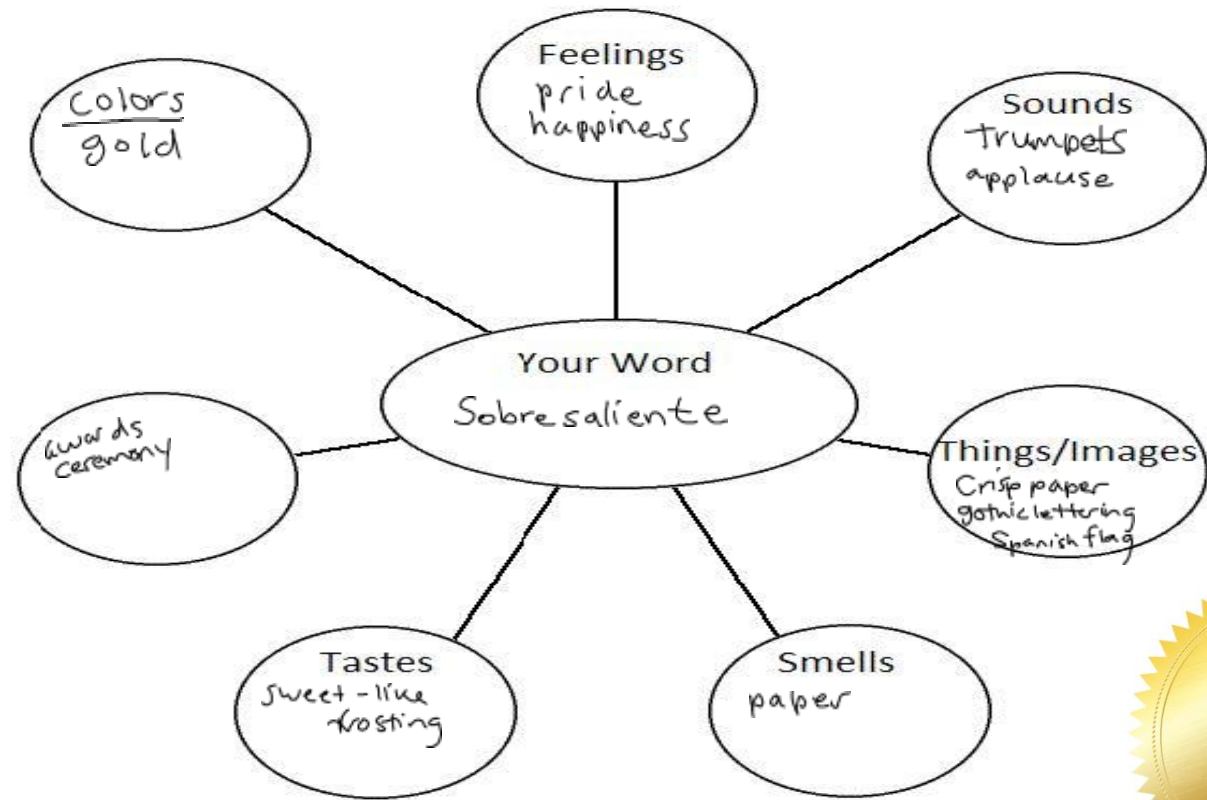 Feelings
pride
happiness
Colors
gold
Sounds
Trumpets
applause
Your Word
Sobresaliente
awards
ceremony
Things/Images
Crisp paper
gothic lettering
Spanish flag
Tastes
sweet-like
frosting
Smells
paper